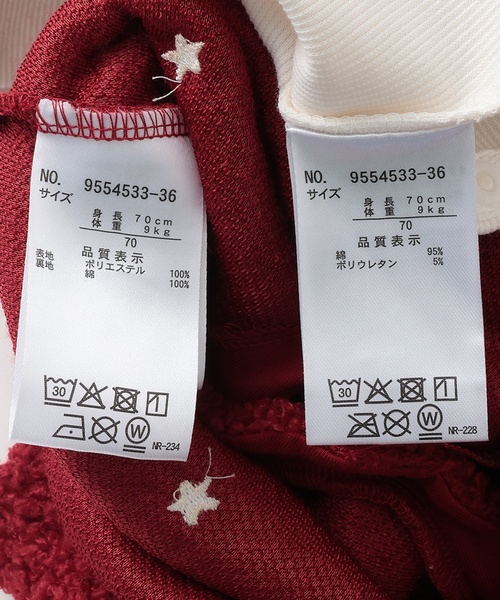 NO. 9554533-36
サイズ
身長 70cm
体重 9kg
70
品質表示
表地 ポリエステル 100%
裏地 綿 100%
30
W
NR-234
NO. 9554533-36
サイズ
身長 70cm
体重 9kg
70
品質表示
綿 95%
ポリウレタン 5%
30
W
NR-228